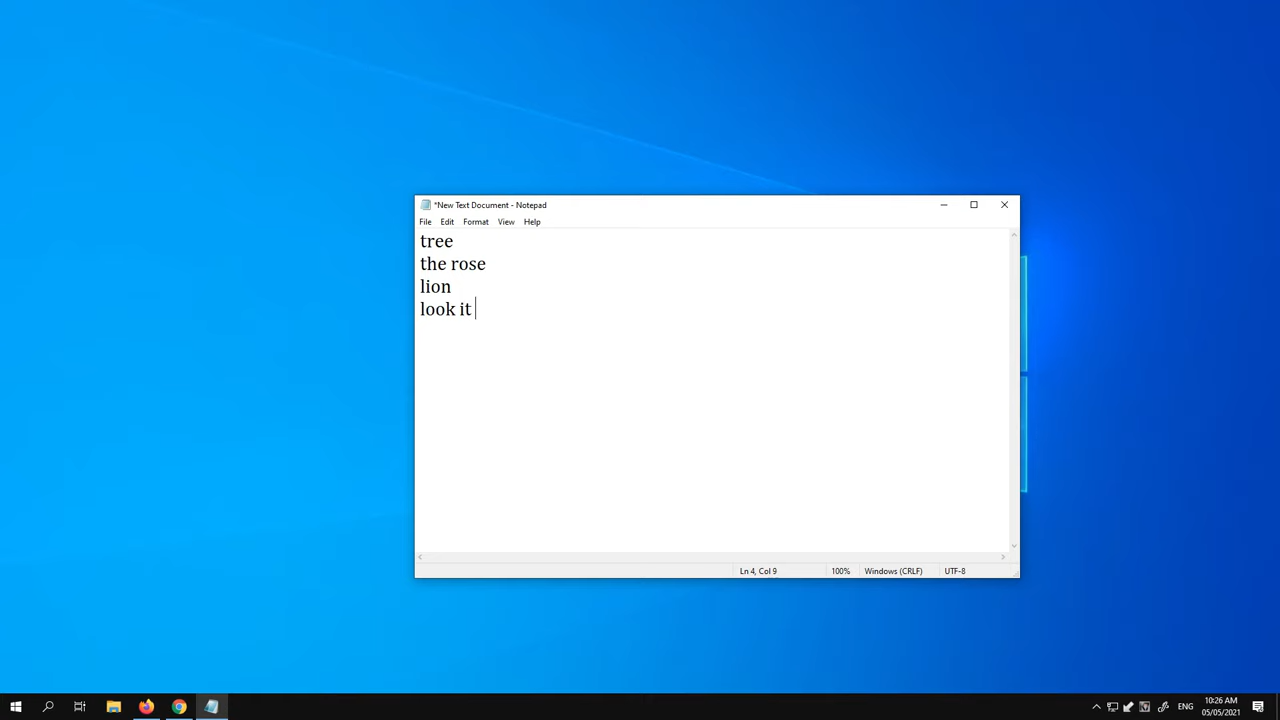 *New Text Document - Notepad
File Edit Format View Help
tree
the rose
lion
look it
Ln 4, Col 9 100% Windows (CRLF) UTF-8
ENG 10:26 AM
05/05/2021